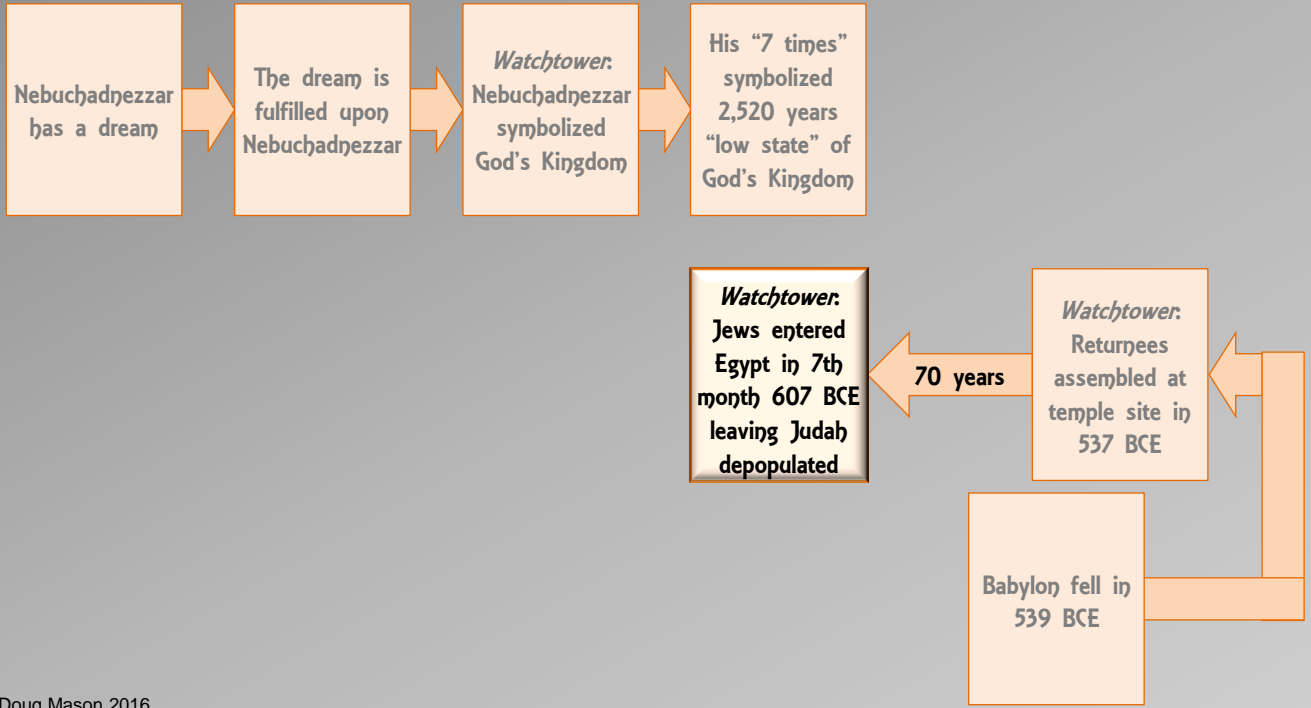 Nebuchadnezzar
has a dream
The dream is
fulfilled upon
Nebuchadnezzar
Watchtower:
Nebuchadnezzar
symbolized
God's Kingdom
His "7 times"
symbolized
2,520 years
"low state" of
God's Kingdom
Watchtower:
Jews entered
Egypt in 7th
month 607 BCE
leaving Judah
depopulated
70 years
Watchtower:
Returnees
assembled at
temple site in
537 BCE
Babylon fell in
539 BCE
Doug Mason 2016